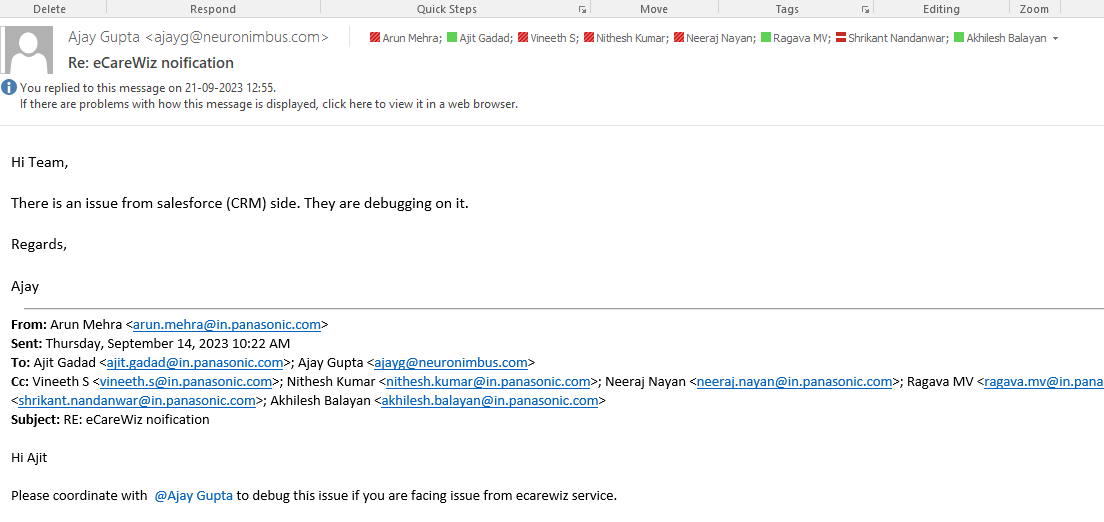 Delete Respond Quick Steps Move Tags Editing Zoom
Ajay Gupta <ajayg@neuronimbus.com> Arun Mehra; Ajit Gadad; Vineeth S; Nithesh Kumar; Neeraj Nayan; Ragava MV; Shrikant Nandanwar; Akhilesh Balayan
Re: eCareWiz noification
You replied to this message on 21-09-2023 12:55.
If there are problems with how this message is displayed, click here to view it in a web browser.
Hi Team,
There is an issue from salesforce (CRM) side. They are debugging on it.
Regards,
Ajay
From: Arun Mehra <arun.mehra@in.panasonic.com>
Sent: Thursday, September 14, 2023 10:22 AM
To: Ajit Gadad <ajit.gadad@in.panasonic.com>; Ajay Gupta <ajayg@neuronimbus.com>
Cc: Vineeth S <vineeth.s@in.panasonic.com>; Nithesh Kumar <nithesh.kumar@in.panasonic.com>; Neeraj Nayan <neeraj.nayan@in.panasonic.com>; Ragava MV <ragava.mv@in.pana
<shrikant.nandanwar@in.panasonic.com>; Akhilesh Balayan <akhilesh.balayan@in.panasonic.com>
Subject: RE: eCareWiz noification
Hi Ajit
Please coordinate with @Ajay Gupta to debug this issue if you are facing issue from ecarewiz service.